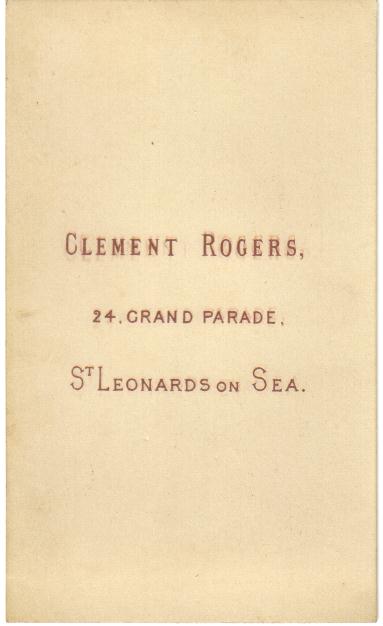 CLEMENT ROGERS,
24, GRAND PARADE,
ST LEONARDS ON SEA.